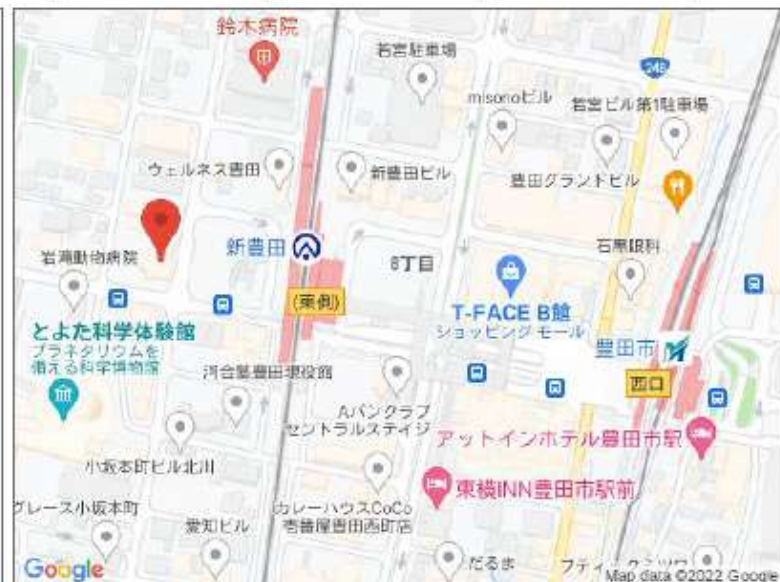 鈴木病院
若宮駐車場
248
misonoビル
若宮ビル第1駐車場
ウェルネス豊田
新豊田ビル
豊田グランドビル
岩滝動物病院
新豊田
8丁目
石黒眼科
(東側)
T-FACE B館
ショッピング モール
とよた科学体験館
プラネタリウムを
備える科学博物館
豊田市
西口
河合塾豊田現役館
Aパンクラブ
セントラルステイジ
アットインホテル豊田市駅
小坂本町ビル北川
東横INN豊田市駅前
グレース小坂本町
カレーハウスCoCo
壱番屋豊田西町店
愛知ビル
だるま
Google
Map data ©2022 Google